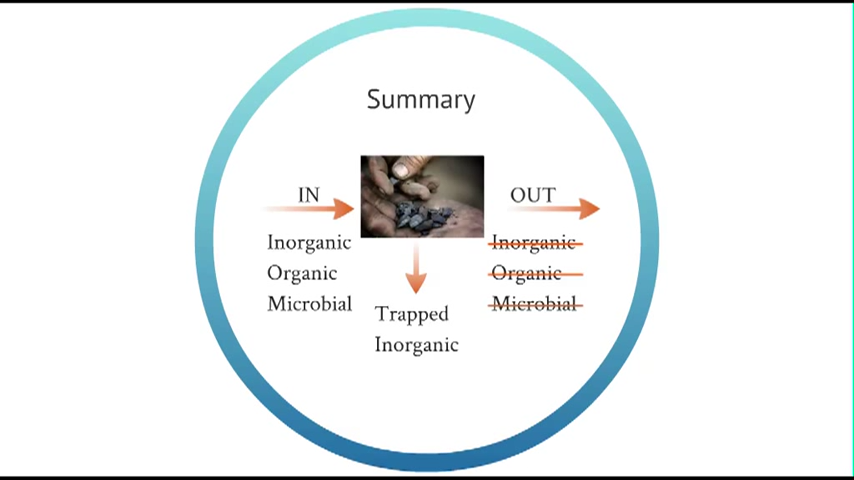 Summary
IN
OUT
Inorganic
Organic
Microbial
Inorganic
Organic
Microbial
Trapped
Inorganic